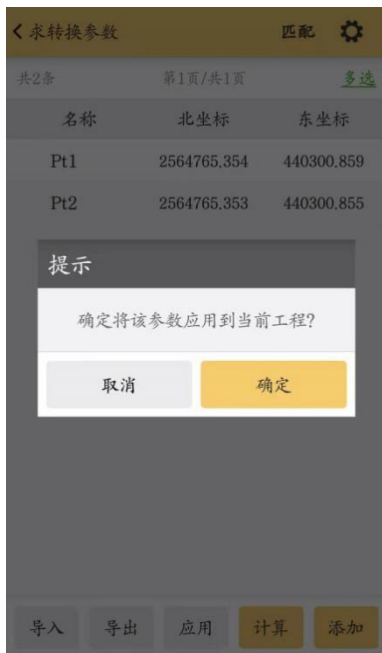 求转换参数 匹配
共2条 第1页/共1页 多选
名称 北坐标 东坐标
Pt1 2564765.354 440300.859
Pt2 2564765.353 440300.855
提示
确定将该参数应用到当前工程?
取消 确定
导入 导出 应用 计算 添加